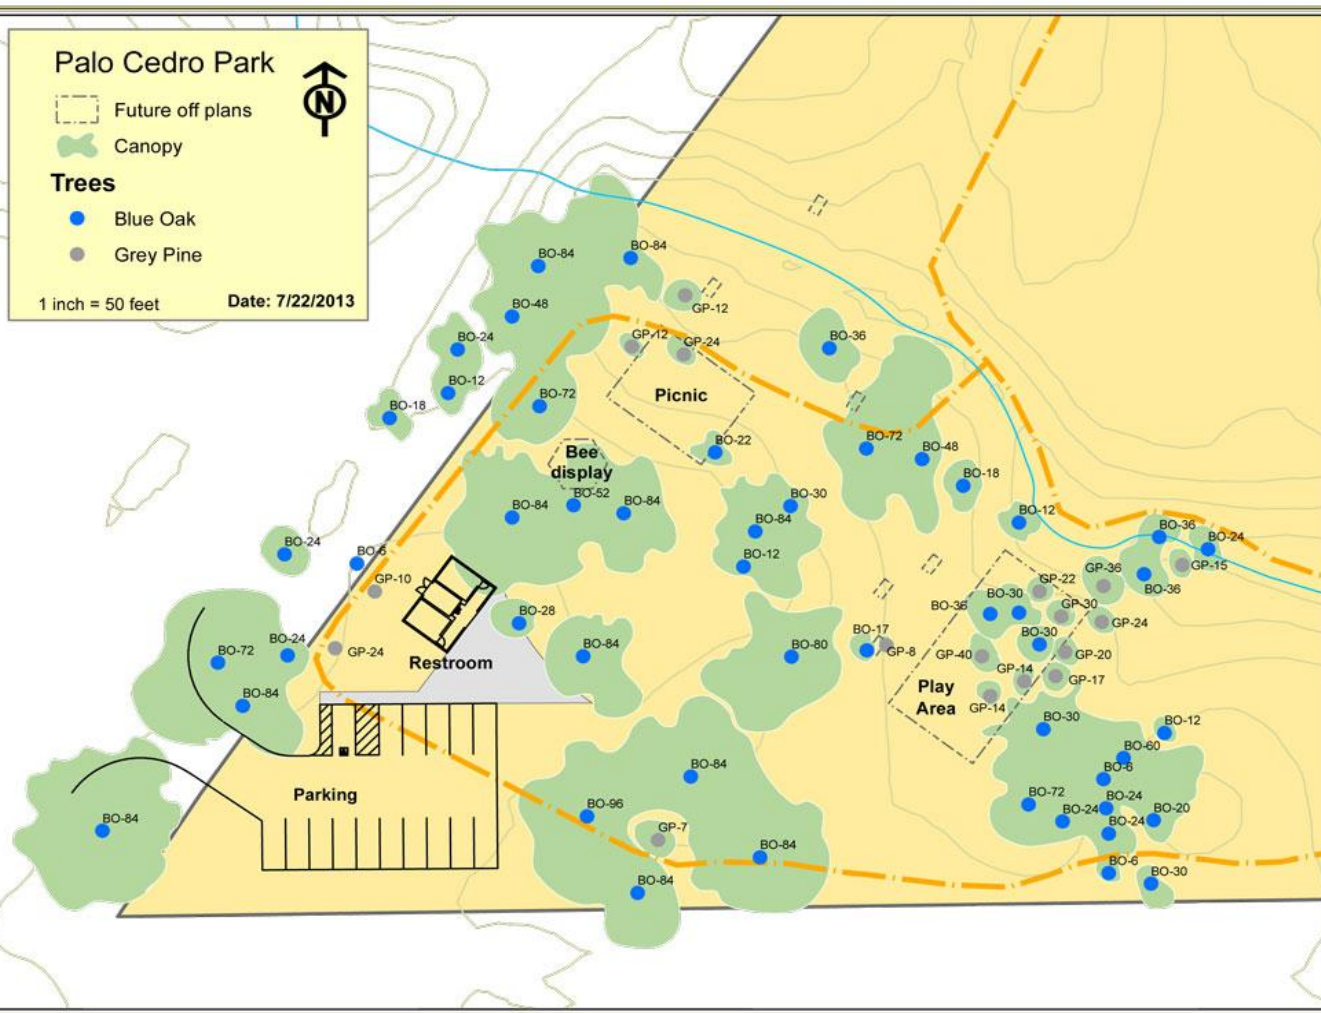 Palo Cedro Park
N
Future off plans
Canopy
Trees
Blue Oak
Grey Pine
1 inch = 50 feet
Date: 7/22/2013
BO-84
BO-84
GP-12
BO-48
BO-24
GP-12
GP-24
BO-36
BO-12
BO-72
Picnic
BO-18
BO-22
BO-72
BO-48
Bee
display
BO-18
BO-52
BO-84
BO-84
BO-30
BO-84
BO-12
BO-12
BO-36
BO-24
BO-24
BO-6
GP-10
GP-36
GP-15
BO-36
GP-22
BO-30
BO-36
GP-30
GP-24
BO-28
BO-17
BO-30
BO-72
BO-24
GP-24
Restroom
BO-84
BO-80
GP-8
GP-40
GP-20
GP-14
GP-17
BO-84
Play
Area
GP-14
BO-30
BO-12
BO-60
BO-84
BO-6
Parking
BO-72
BO-24
BO-96
BO-24
BO-20
BO-84
GP-7
BO-24
BO-84
BO-6
BO-84
BO-30